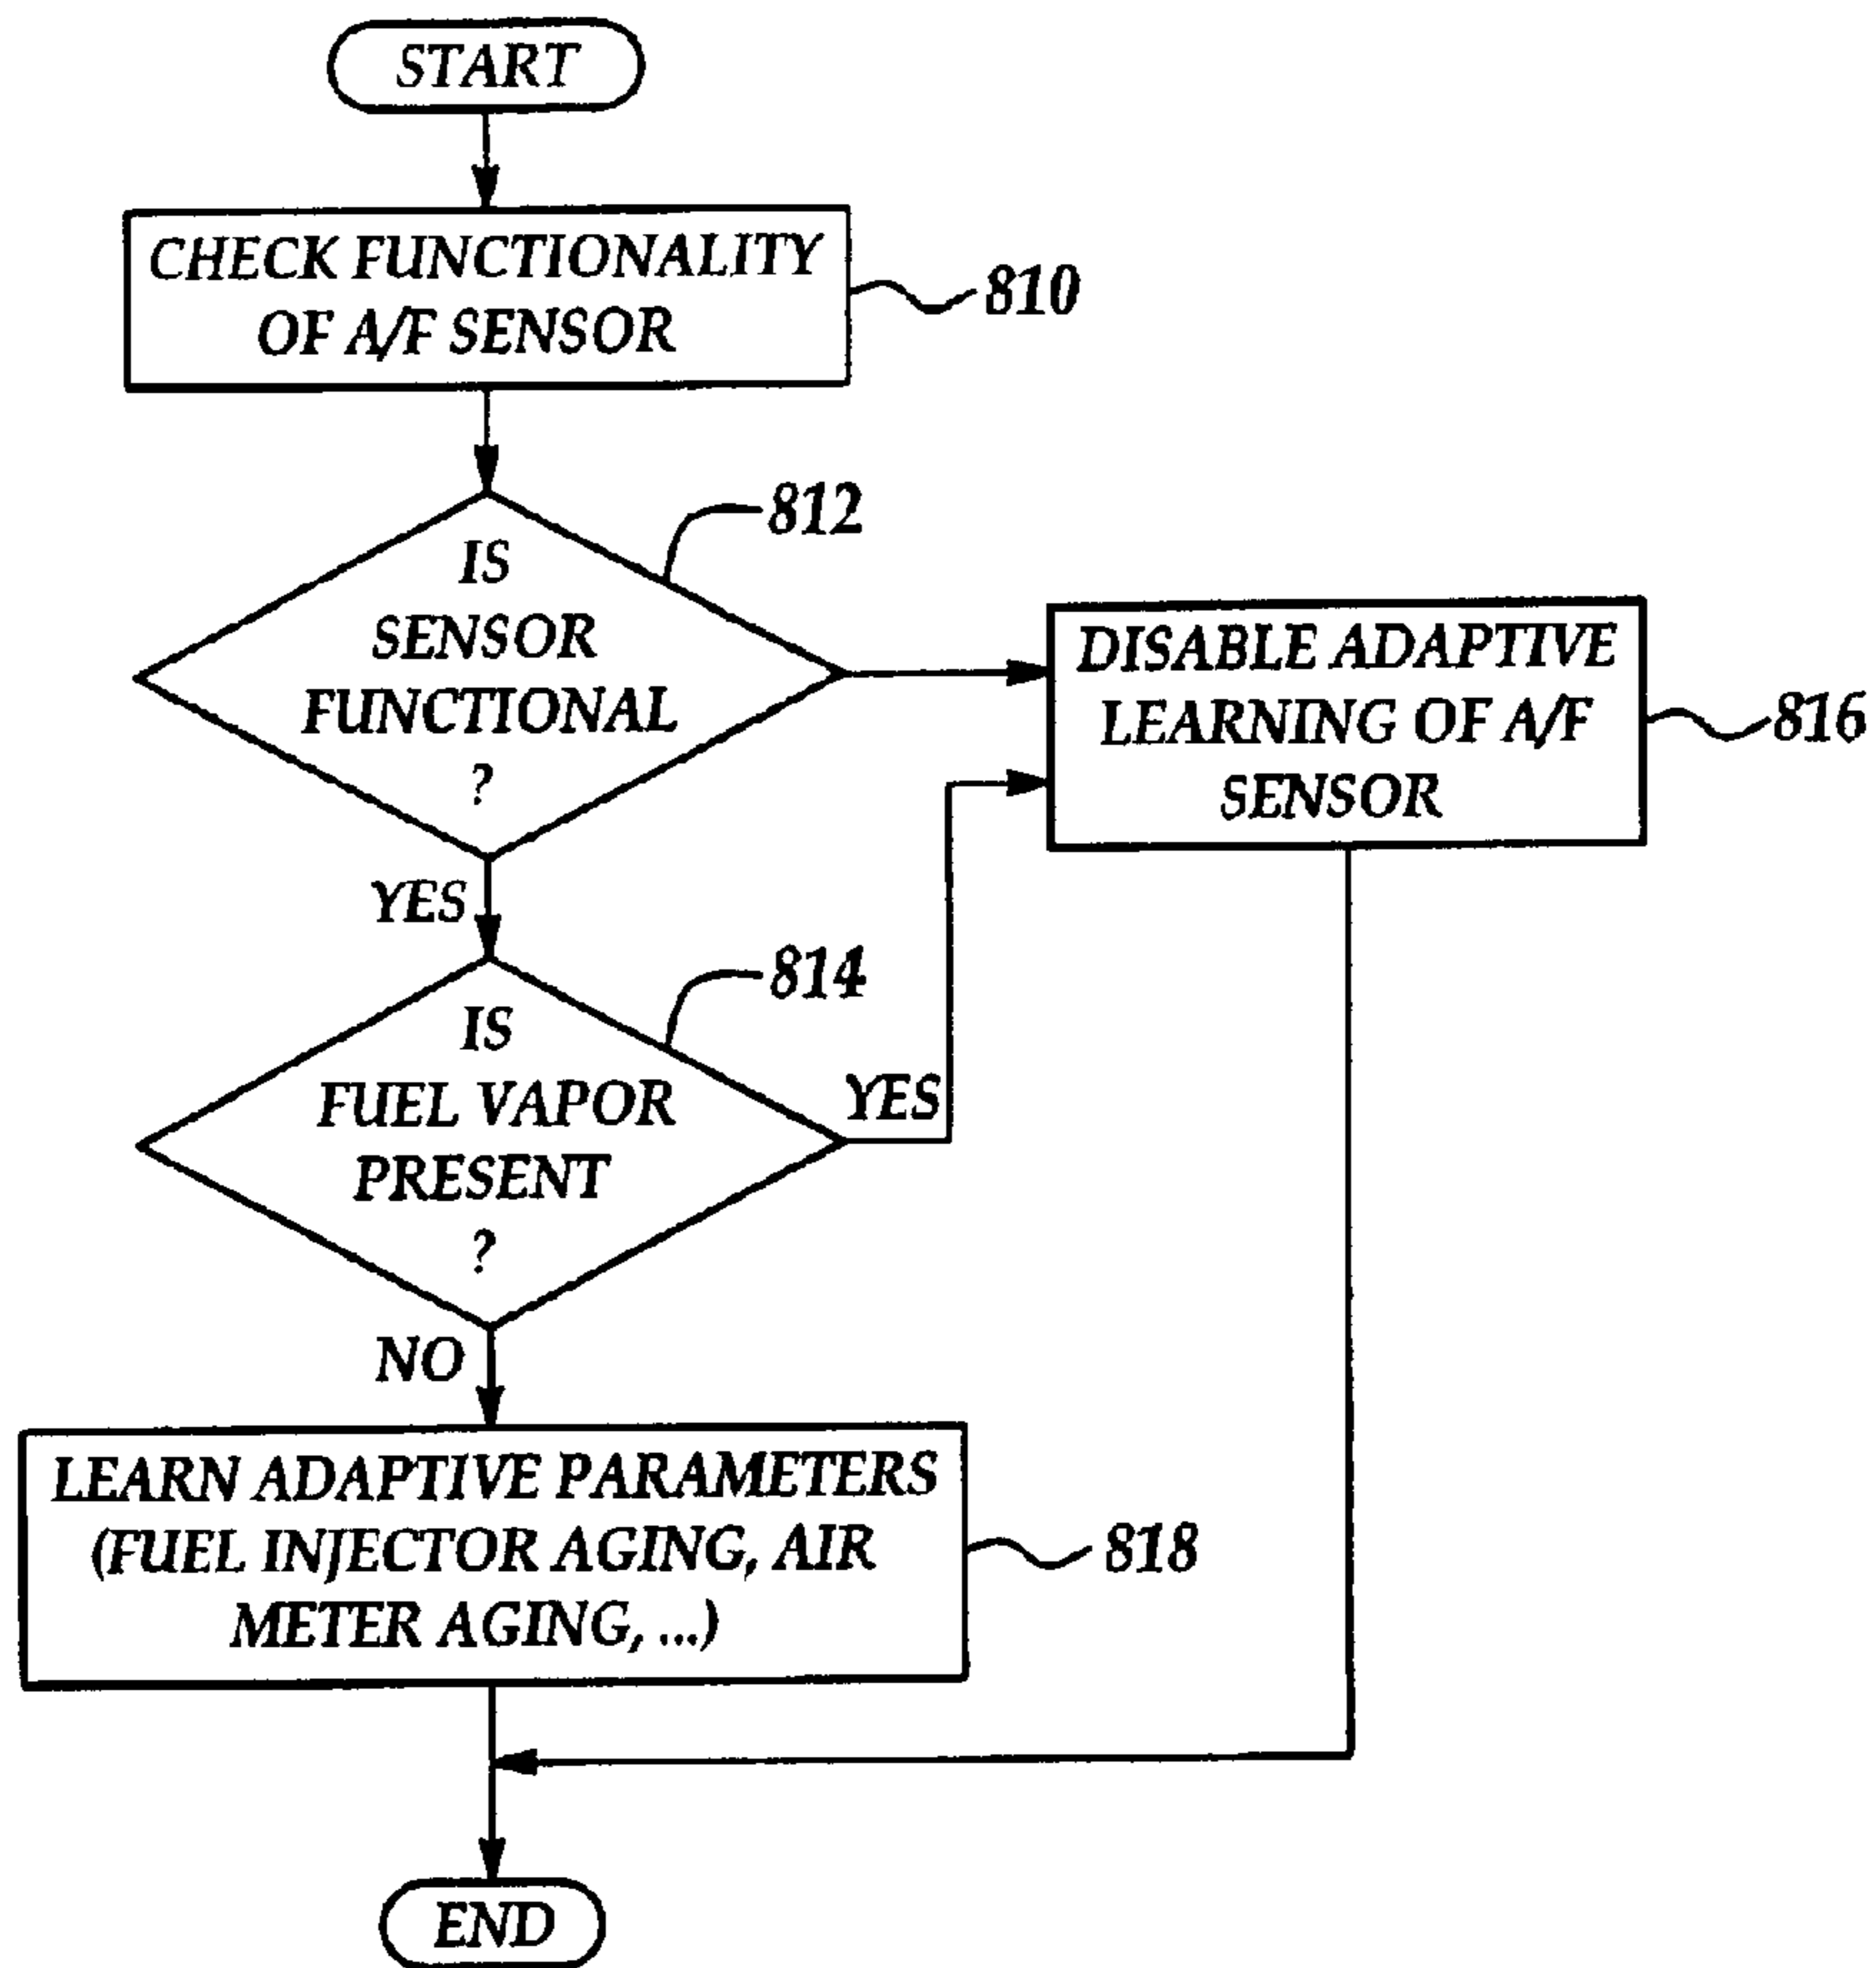 START
CHECK FUNCTIONALITY
OF A/F SENSOR
810
812
IS
SENSOR
FUNCTIONAL
?
DISABLE ADAPTIVE
LEARNING OF A/F
SENSOR
816
YES
814
IS
FUEL VAPOR
PRESENT
?
YES
NO
LEARN ADAPTIVE PARAMETERS
(FUEL INJECTOR AGING, AIR
METER AGING, ...)
818
END